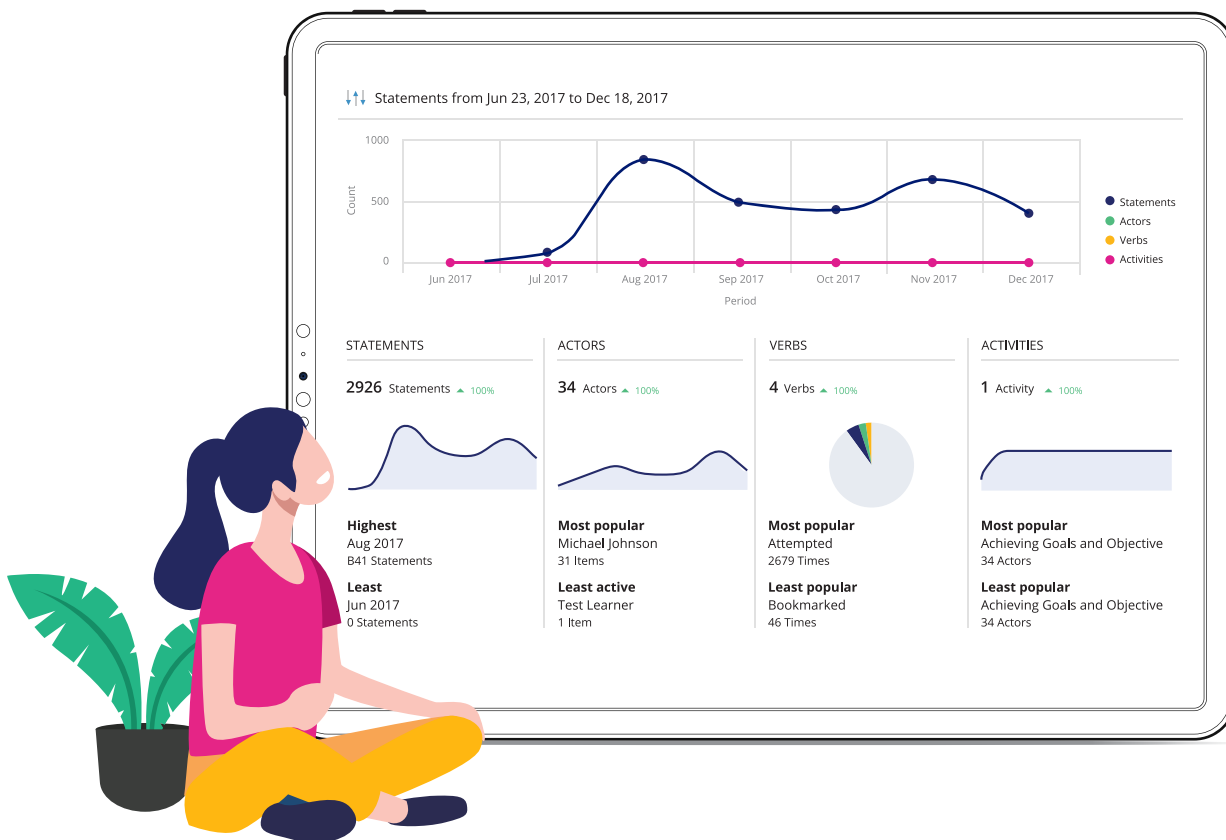 Statements from Jun 23, 2017 to Dec 18, 2017
1000
500
0
Count
Jun 2017 Jul 2017 Aug 2017 Sep 2017 Oct 2017 Nov 2017 Dec 2017
Period
Statements
Actors
Verbs
Activities
STATEMENTS
2926 Statements 100%
Highest
Aug 2017
B41 Statements
Least
Jun 2017
0 Statements
ACTORS
34 Actors 100%
Most popular
Michael Johnson
31 Items
Least active
Test Learner
1 Item
VERBS
4 Verbs 100%
Most popular
Attempted
2679 Times
Least popular
Bookmarked
46 Times
ACTIVITIES
1 Activity 100%
Most popular
Achieving Goals and Objective
34 Actors
Least popular
Achieving Goals and Objective
34 Actors